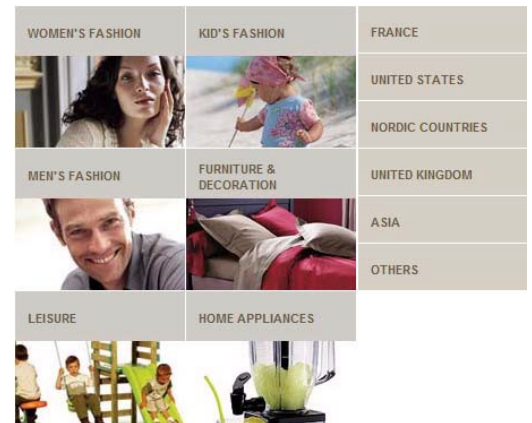 WOMEN'S FASHION
KID'S FASHION
MEN'S FASHION
FURNITURE &
DECORATION
LEISURE
HOME APPLIANCES
FRANCE
UNITED STATES
NORDIC COUNTRIES
UNITED KINGDOM
ASIA
OTHERS